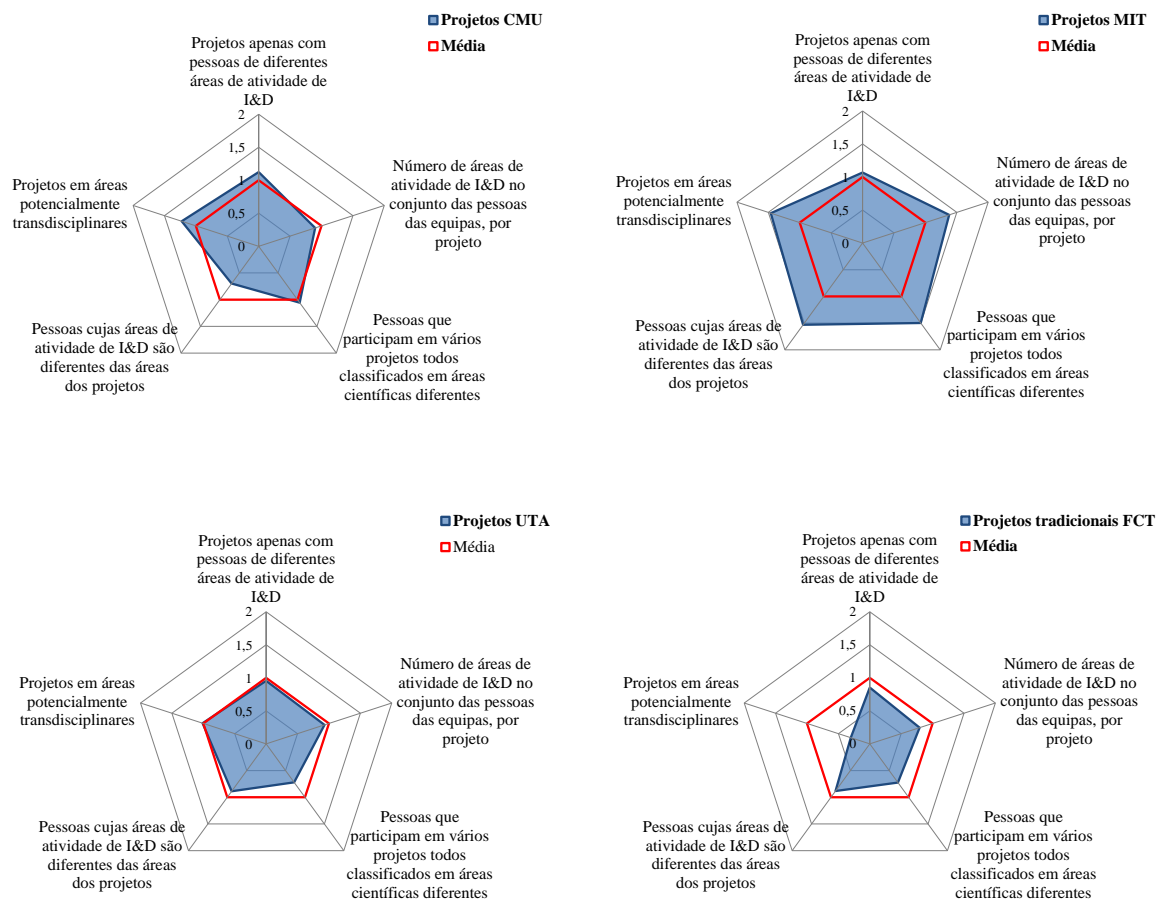 Projetos CMU
Média
Projetos apenas com
pessoas de diferentes
áreas de atividade de
I&D
2
1,5
1
0,5
0
Número de áreas de
atividade de I&D no
conjunto das pessoas
das equipas, por
projeto
Pessoas que
participam em vários
projetos todos
classificados em áreas
científicas diferentes
Pessoas cujas áreas de
atividade de I&D são
diferentes das áreas
dos projetos
Projetos em áreas
potencialmente
transdisciplinares
Projetos MIT
Média
Projetos apenas com
pessoas de diferentes
áreas de atividade de
I&D
2
1,5
1
0,5
0
Número de áreas de
atividade de I&D no
conjunto das pessoas
das equipas, por
projeto
Pessoas que
participam em vários
projetos todos
classificados em áreas
científicas diferentes
Pessoas cujas áreas de
atividade de I&D são
diferentes das áreas
dos projetos
Projetos em áreas
potencialmente
transdisciplinares
Projetos UTA
Média
Projetos apenas com
pessoas de diferentes
áreas de atividade de
I&D
2
1,5
1
0,5
0
Número de áreas de
atividade de I&D no
conjunto das pessoas
das equipas, por
projeto
Pessoas que
participam em vários
projetos todos
classificados em áreas
científicas diferentes
Pessoas cujas áreas de
atividade de I&D são
diferentes das áreas
dos projetos
Projetos em áreas
potencialmente
transdisciplinares
Projetos tradicionais FCT
Média
Projetos apenas com
pessoas de diferentes
áreas de atividade de
I&D
2
1,5
1
0,5
0
Número de áreas de
atividade de I&D no
conjunto das pessoas
das equipas, por
projeto
Pessoas que
participam em vários
projetos todos
classificados em áreas
científicas diferentes
Pessoas cujas áreas de
atividade de I&D são
diferentes das áreas
dos projetos
Projetos em áreas
potencialmente
transdisciplinares